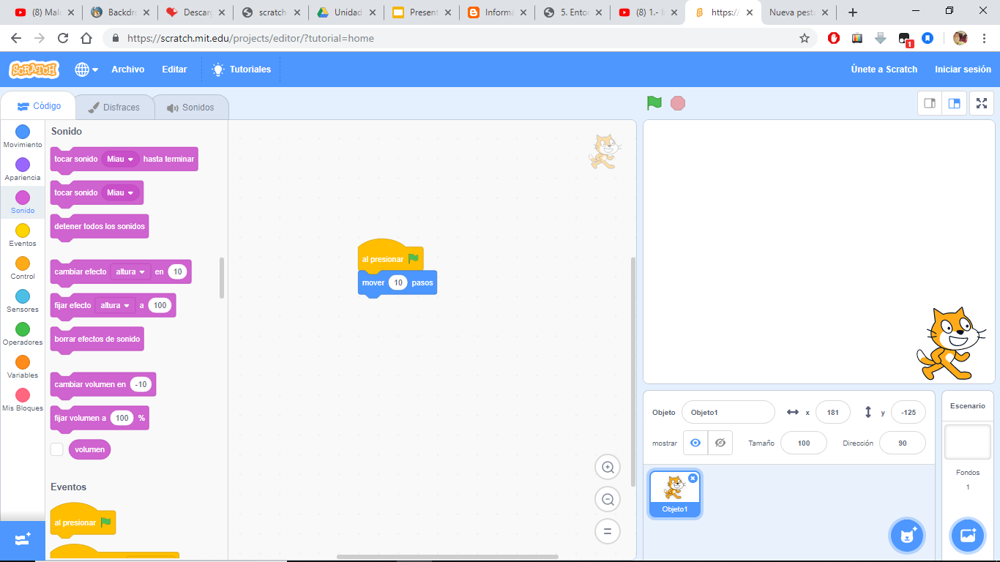 (8) Mak
Backdro
Descarg
scratch
Unidad
Present
Informa
5. Ento
(8) 1.- I
https://
Nueva pesta
https://scratch.mit.edu/projects/editor/?tutorial=home
1
SCRATCH
Archivo
Editar
Tutoriales
Únete a Scratch
Iniciar sesión
Código
Disfraces
Sonidos
Movimiento
Apariencia
Sonido
Eventos
Control
Sensores
Operadores
Variables
Mis Bloques
Sonido
tocar sonido Miau hasta terminar
tocar sonido Miau
detener todos los sonidos
cambiar efecto altura en 10
fijar efecto altura a 100
borrar efectos de sonido
cambiar volumen en -10
fijar volumen a 100 %
volumen
Eventos
al presionar
al presionar
mover 10 pasos
Objeto Objeto1 x 181 y -125
mostrar Tamaño 100 Dirección 90
Objeto1
Escenario
Fondos
1